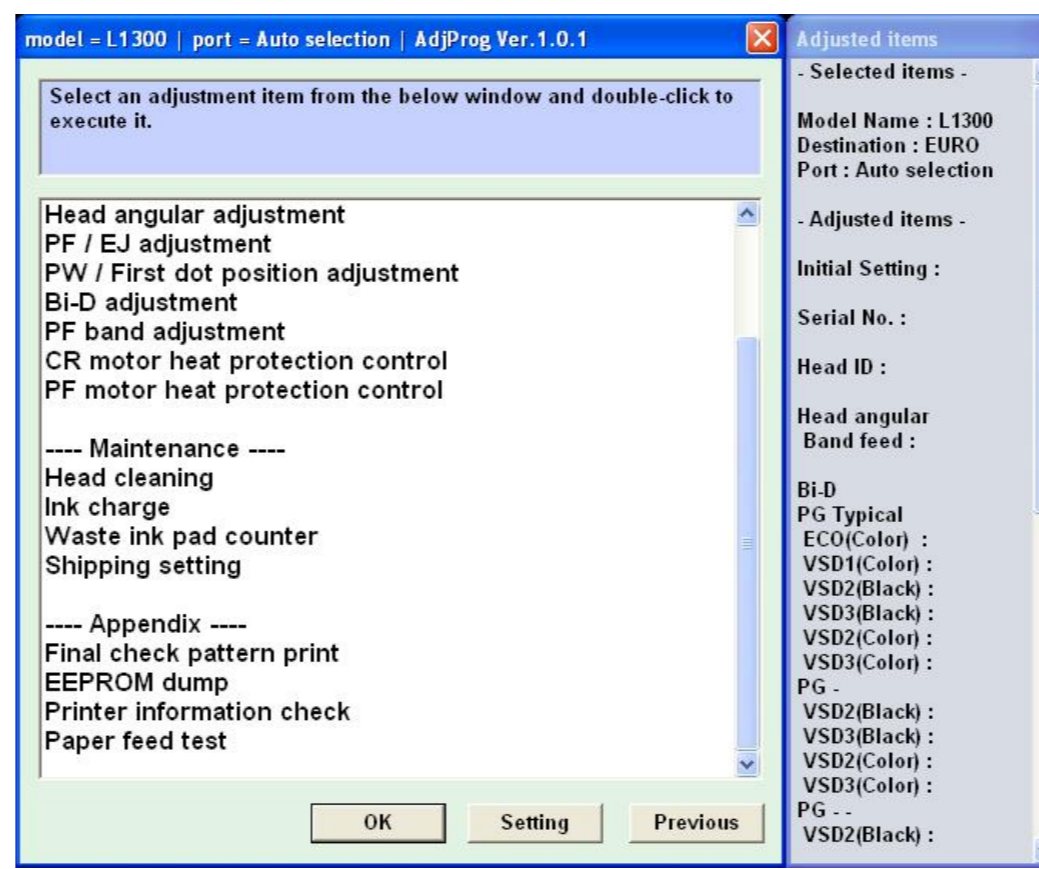 model = L1300 | port = Auto selection | AdjProg Ver.1.0.1
Select an adjustment item from the below window and double-click to
execute it.
Head angular adjustment
PF / EJ adjustment
PW / First dot position adjustment
Bi-D adjustment
PF band adjustment
CR motor heat protection control
PF motor heat protection control
---- Maintenance ----
Head cleaning
Ink charge
Waste ink pad counter
Shipping setting
---- Appendix ----
Final check pattern print
EEPROM dump
Printer information check
Paper feed test
OK
Setting
Previous
Adjusted items
- Selected items -
Model Name : L1300
Destination : EURO
Port : Auto selection
- Adjusted items -
Initial Setting :
Serial No. :
Head ID :
Head angular
Band feed :
Bi-D
PG Typical
ECO(Color) :
VSD1(Color) :
VSD2(Black) :
VSD3(Black) :
VSD2(Color) :
VSD3(Color) :
PG -
VSD2(Black) :
VSD3(Black) :
VSD2(Color) :
VSD3(Color) :
PG - -
VSD2(Black) :